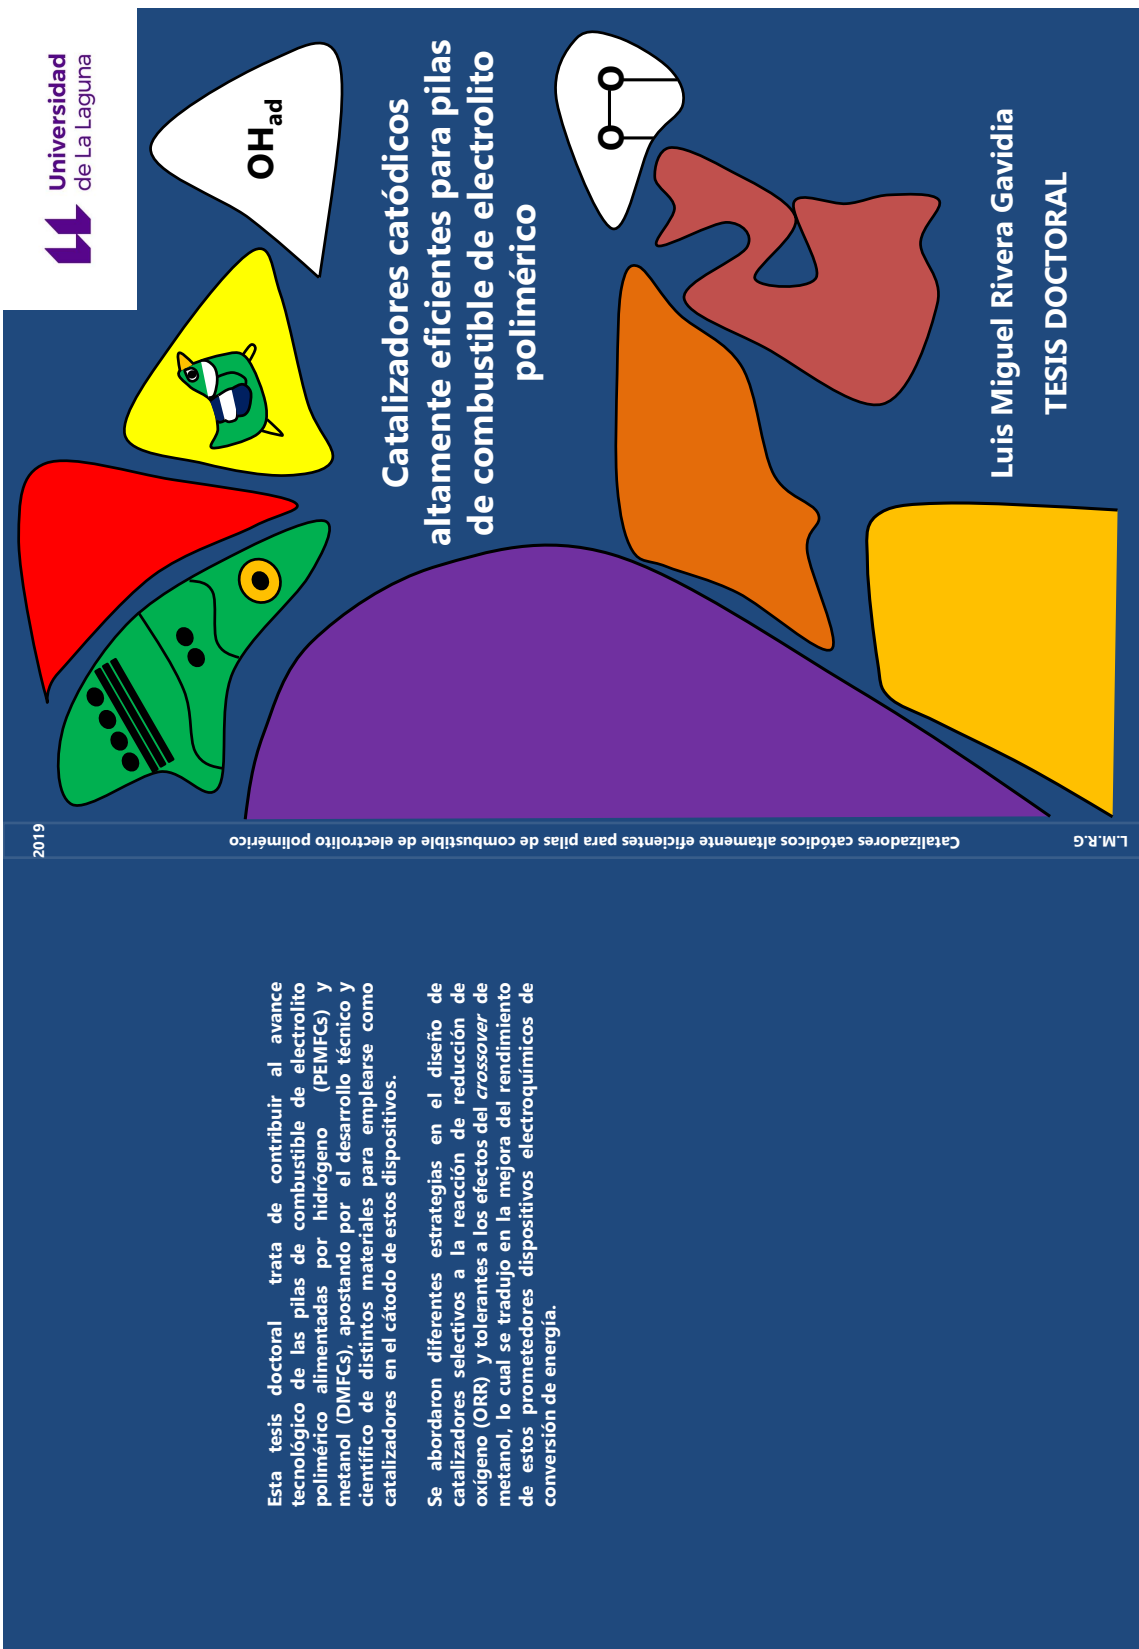 Universidad
de La Laguna
OHad
Catalizadores catódicos
altamente eficientes para pilas
de combustible de electrolito
polimérico
O O
Luis Miguel Rivera Gavidia
TESIS DOCTORAL
2019
Catalizadores catódicos altamente eficientes para pilas de combustible de electrolito polimérico
L.M.R.G
Esta tesis doctoral trata de contribuir al avance
tecnológico de las pilas de combustible de electrolito
polimérico alimentadas por hidrógeno (PEMFCs) y
metanol (DMFCs), apostando por el desarrollo técnico y
científico de distintos materiales para emplearse como
catalizadores en el cátodo de estos dispositivos.
Se abordaron diferentes estrategias en el diseño de
catalizadores selectivos a la reacción de reducción de
oxígeno (ORR) y tolerantes a los efectos del crossover de
metanol, lo cual se tradujo en la mejora del rendimiento
de estos prometedores dispositivos electroquímicos de
conversión de energía.